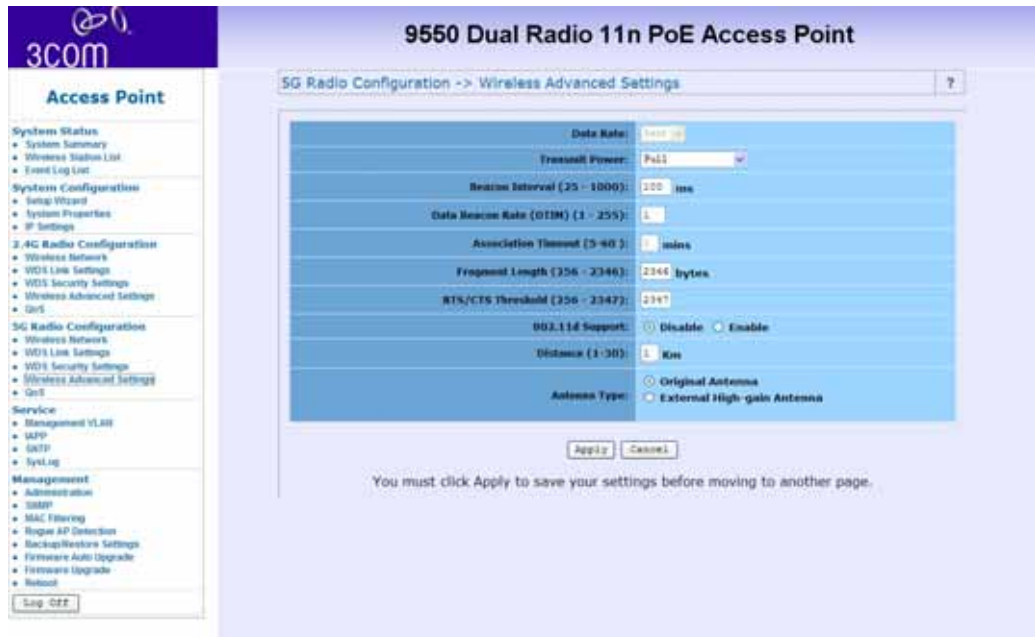 3com
9550 Dual Radio 11n PoE Access Point
Access Point
System Status
System Summary
Wireless Station List
Event Log List
System Configuration
Setup Wizard
System Properties
IP Settings
2.4G Radio Configuration
Wireless Network
WDS Link Settings
WDS Security Settings
Wireless Advanced Settings
QoS
5G Radio Configuration
Wireless Network
WDS Link Settings
WDS Security Settings
Wireless Advanced Settings
QoS
Service
Management VLAN
IAPP
SNTP
SysLog
Management
Administration
SNMP
MAC Filtering
Rogue AP Detection
Backup/Restore Settings
Firmware Auto Upgrade
Firmware Upgrade
Reboot
Log Off
5G Radio Configuration -> Wireless Advanced Settings ?
Data Rate: best
Transmit Power: Full
Beacon Interval (25 - 1000): 100 ms
Data Beacon Rate (DTIM) (1 - 255): 1
Association Timeout (5-60 ): mins
Fragment Length (256 - 2346): 2346 bytes
RTS/CTS Threshold (256 - 2347): 2347
802.11d Support: Disable Enable
Distance (1-30): 1 Km
Antenna Type: Original Antenna
External High-gain Antenna
Apply Cancel
You must click Apply to save your settings before moving to another page.